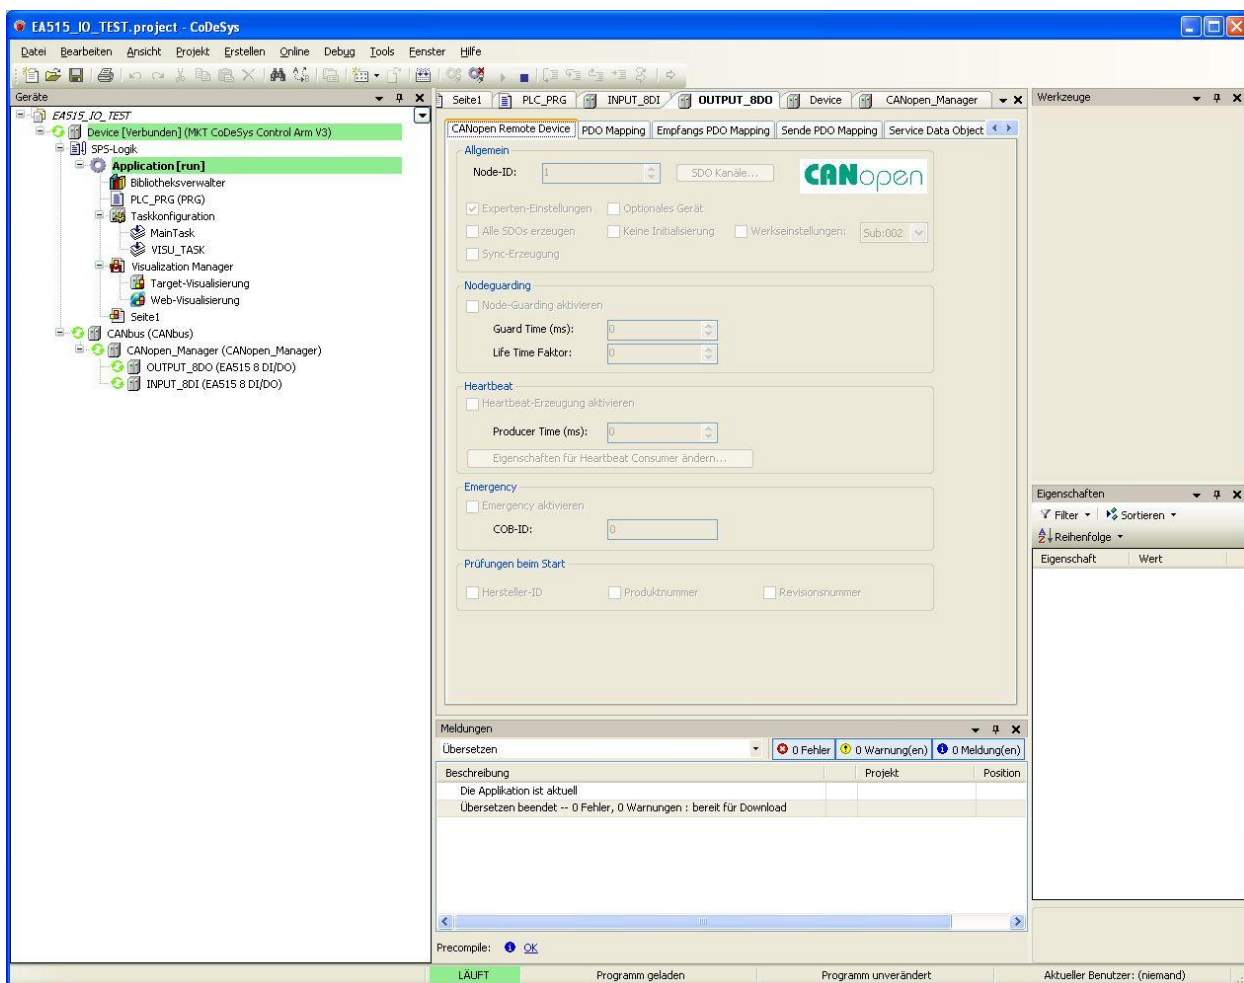 EA515_IO_TEST.project - CoDeSys
Datei Bearbeiten Ansicht Projekt Erstellen Online Debug Tools Fenster Hilfe
Geräte
EA515_IO_TEST
Device [Verbunden] (MKT CoDeSys Control Arm V3)
SPS-Logik
Application [run]
Bibliotheksverwalter
PLC_PRG (PRG)
Taskkonfiguration
MainTask
VISU_TASK
Visualization Manager
Target-Visualisierung
Web-Visualisierung
Seite1
CANbus (CANbus)
CANopen_Manager (CANopen_Manager)
OUTPUT_8DO (EA515 8 DI/DO)
INPUT_8DI (EA515 8 DI/DO)
Seite1 PLC_PRG INPUT_8DI OUTPUT_8DO Device CANopen_Manager
CANopen Remote Device PDO Mapping Empfangs PDO Mapping Sende PDO Mapping Service Data Object
Allgemein
Node-ID: 1 SDO Kanäle...
CANopen
Experten-Einstellungen Optionales Gerät
Alle SDOs erzeugen Keine Initialisierung Werkseinstellungen: Sub:002
Sync-Erzeugung
Nodeguarding
Node-Guarding aktivieren
Guard Time (ms): 0
Life Time Faktor: 0
Heartbeat
Heartbeat-Erzeugung aktivieren
Producer Time (ms): 0
Eigenschaften für Heartbeat Consumer ändern...
Emergency
Emergency aktivieren
COB-ID: 0
Prüfungen beim Start
Hersteller-ID Produktnummer Revisionsnummer
Meldungen
Übersetzen 0 Fehler 0 Warnung(en) 0 Meldung(en)
Beschreibung Projekt Position
Die Applikation ist aktuell
Übersetzen beendet -- 0 Fehler, 0 Warnungen : bereit für Download
Precompile: OK
Werkzeuge
Eigenschaften
Filter Sortieren
Reihenfolge
Eigenschaft Wert
LÄUFT Programm geladen Programm unverändert Aktueller Benutzer: (niemand)